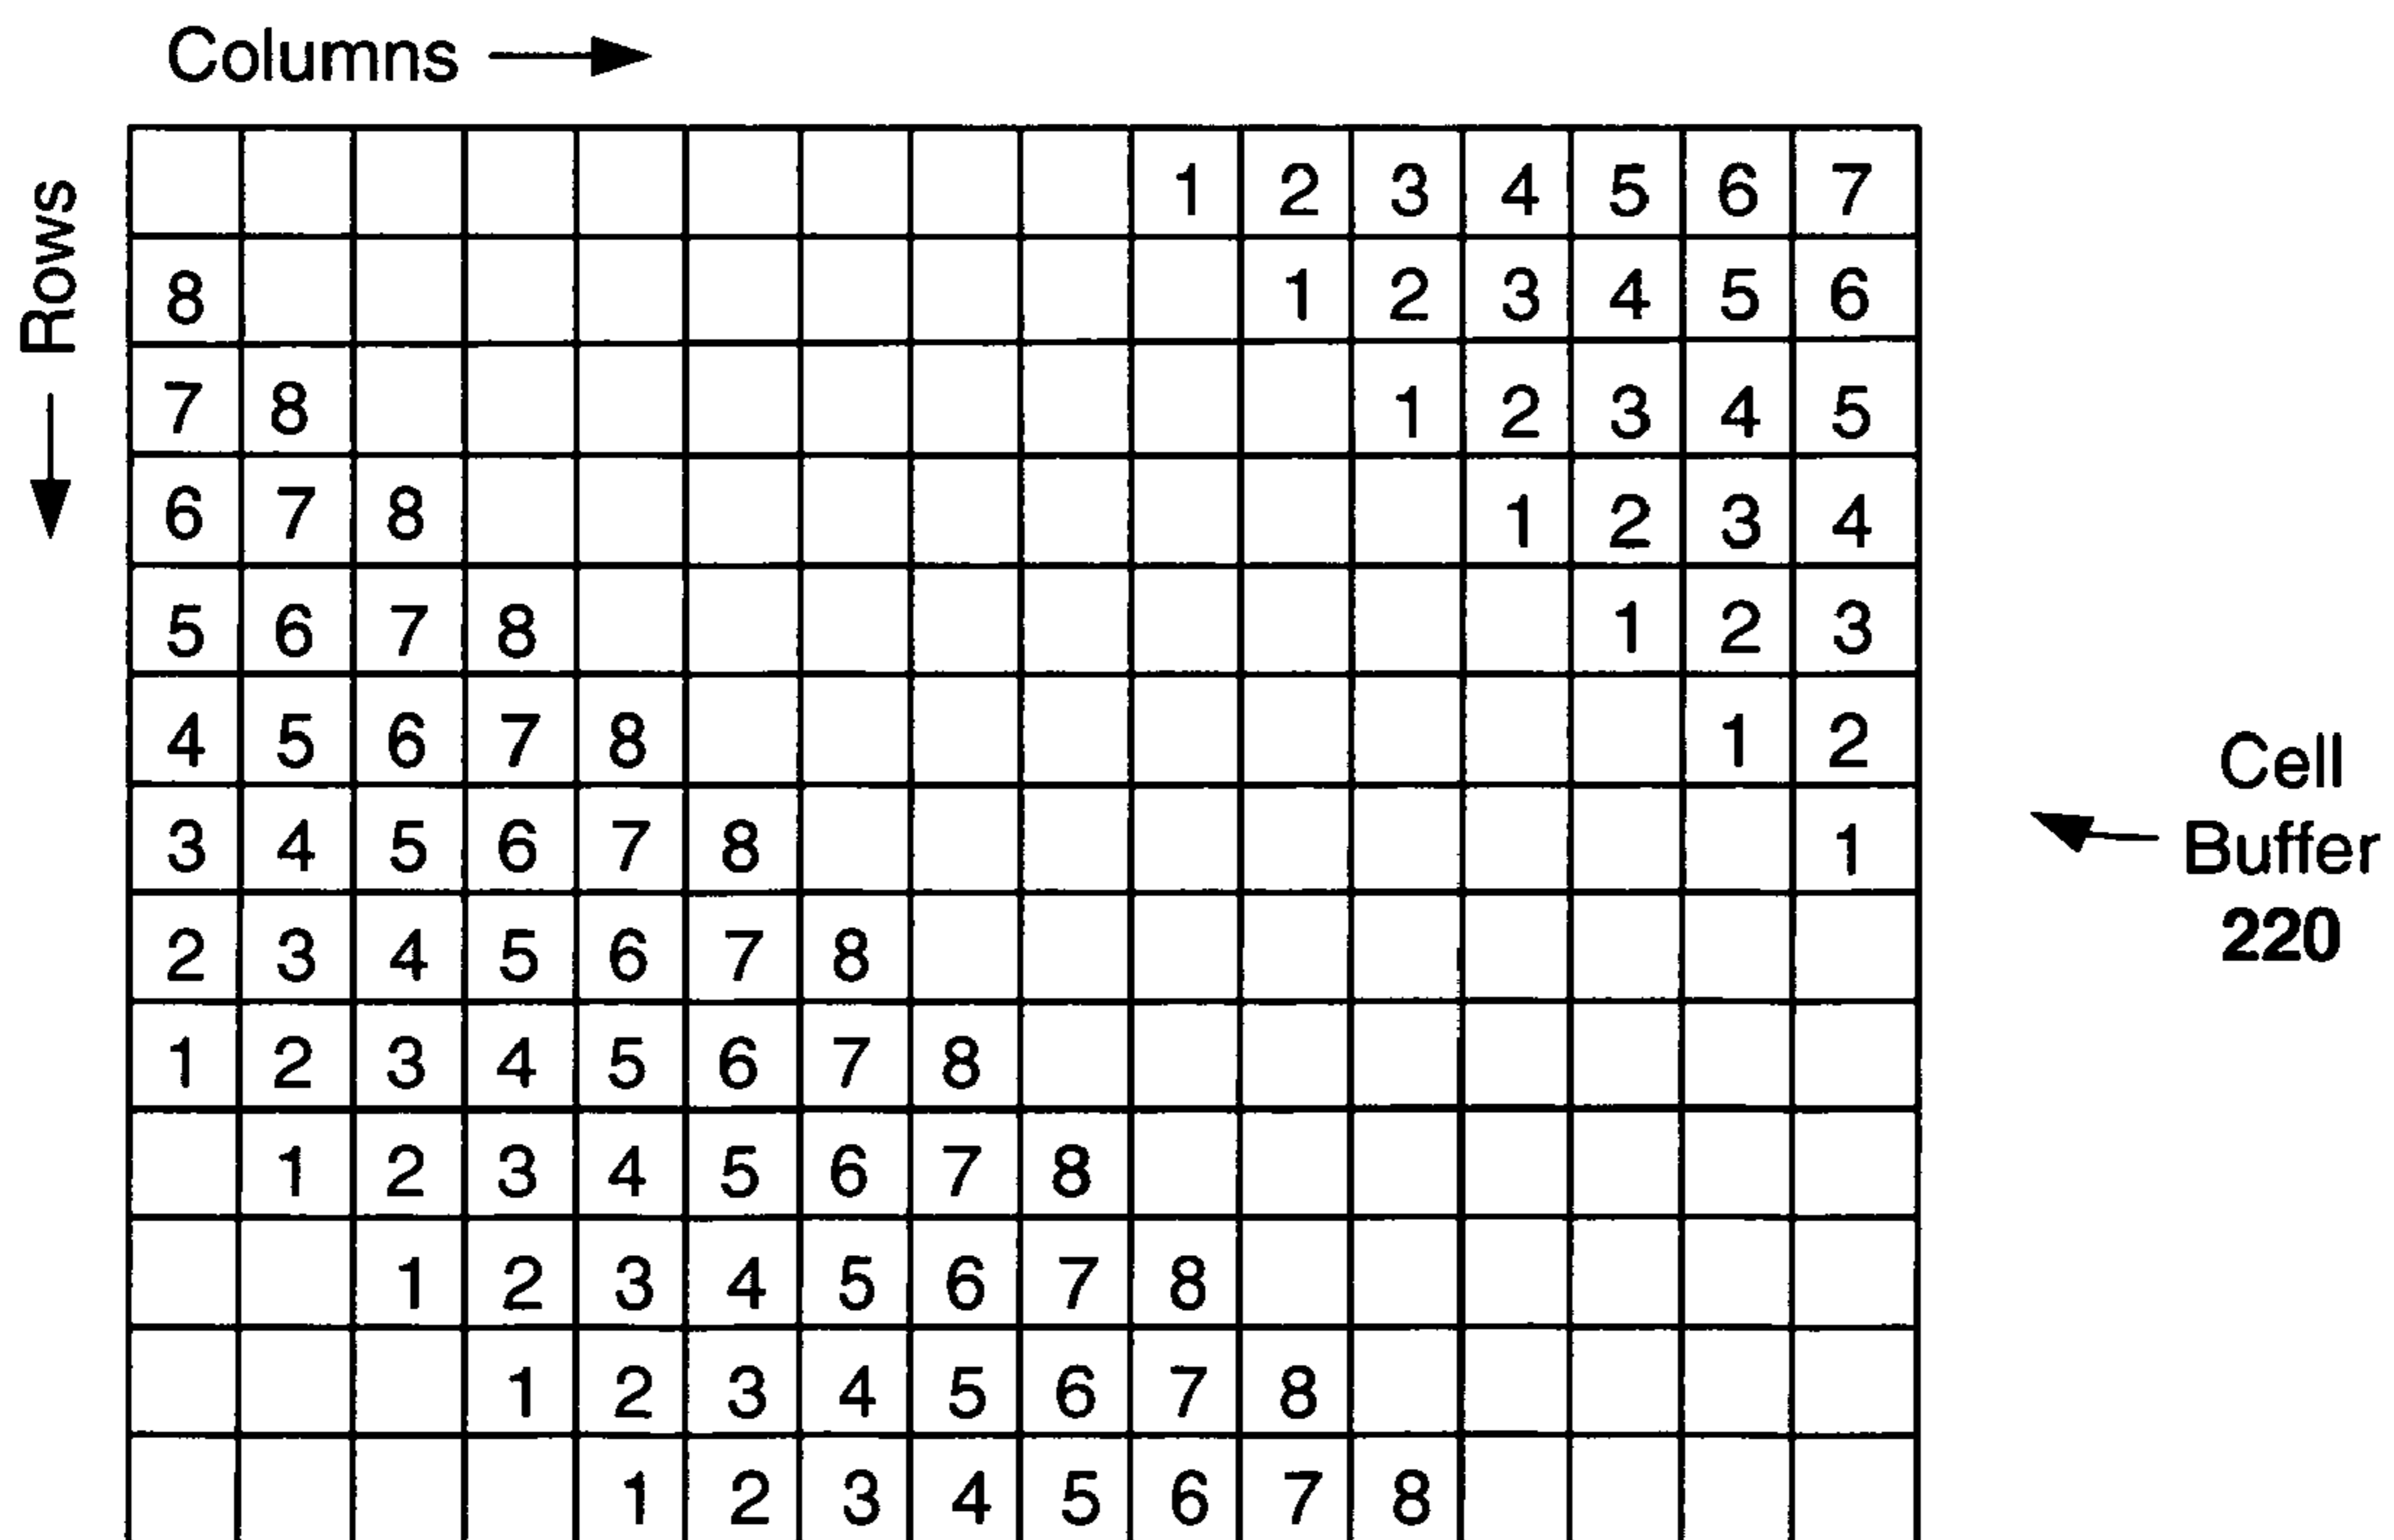 Columns
Rows
1 2 3 4 5 6 7
8 1 2 3 4 5 6
7 8 1 2 3 4 5
6 7 8 1 2 3 4
5 6 7 8 1 2 3
4 5 6 7 8 1 2
3 4 5 6 7 8 1
2 3 4 5 6 7 8
1 2 3 4 5 6 7 8
1 2 3 4 5 6 7 8
1 2 3 4 5 6 7 8
1 2 3 4 5 6 7 8
1 2 3 4 5 6 7 8
Cell
Buffer
220